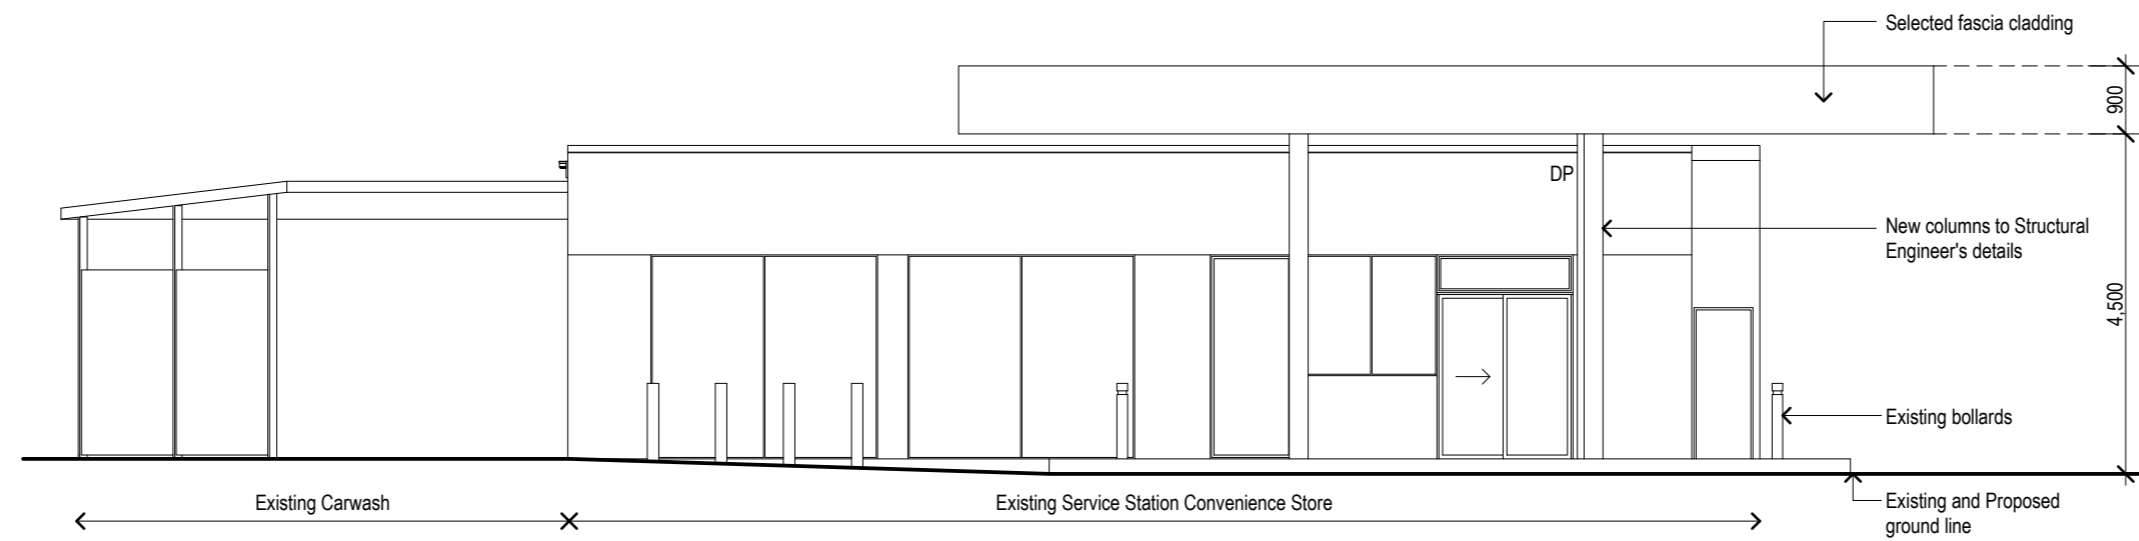 Selected fascia cladding
900
DP
New columns to Structural
Engineer's details
4,500
Existing bollards
Existing Carwash
Existing Service Station Convenience Store
Existing and Proposed
ground line